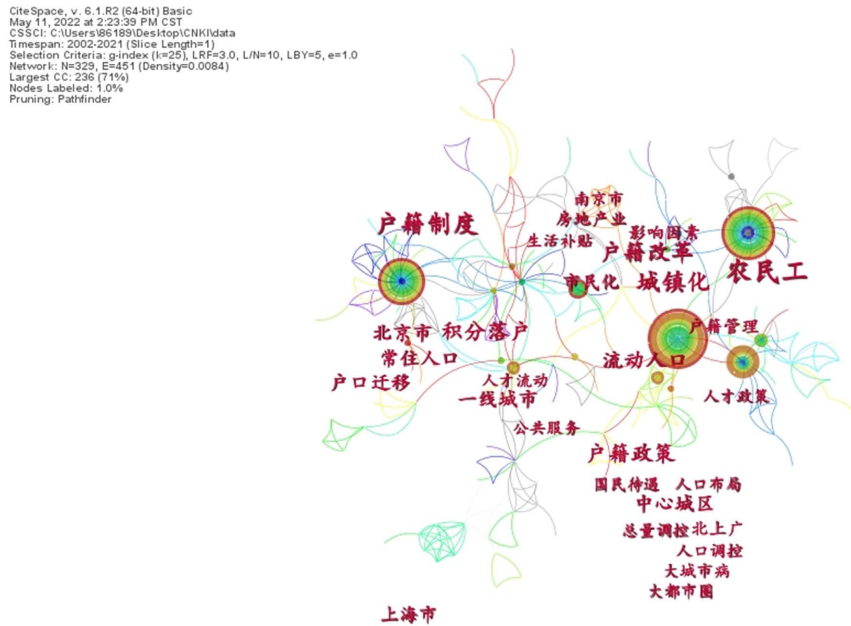 CiteSpace, v. 6.1.R2 (64-bit) Basic
May 11, 2022 at 2:23:39 PM CST
CSSCI: C:\Users\86189\Desktop\CNKI\data
Timespan: 2002-2021 (Slice Length=1)
Selection Criteria: g-index (k=25), LRF=3.0, L/N=10, LBY=5, e=1.0
Network: N=329, E=451 (Density=0.0084)
Largest CC: 236 (71%)
Nodes Labeled: 1.0%
Pruning: Pathfinder
南京市
房地产业
户籍制度
影响因素
生活补贴
户籍改革
农民工
市民化
城镇化
户籍管理
北京市
积分落户
常住人口
流动人口
户口迁移
人才流动
一线城市
人才政策
公共服务
户籍政策
国民待遇
人口布局
中心城区
总量调控
北上广
人口调控
大城市病
大都市圈
上海市